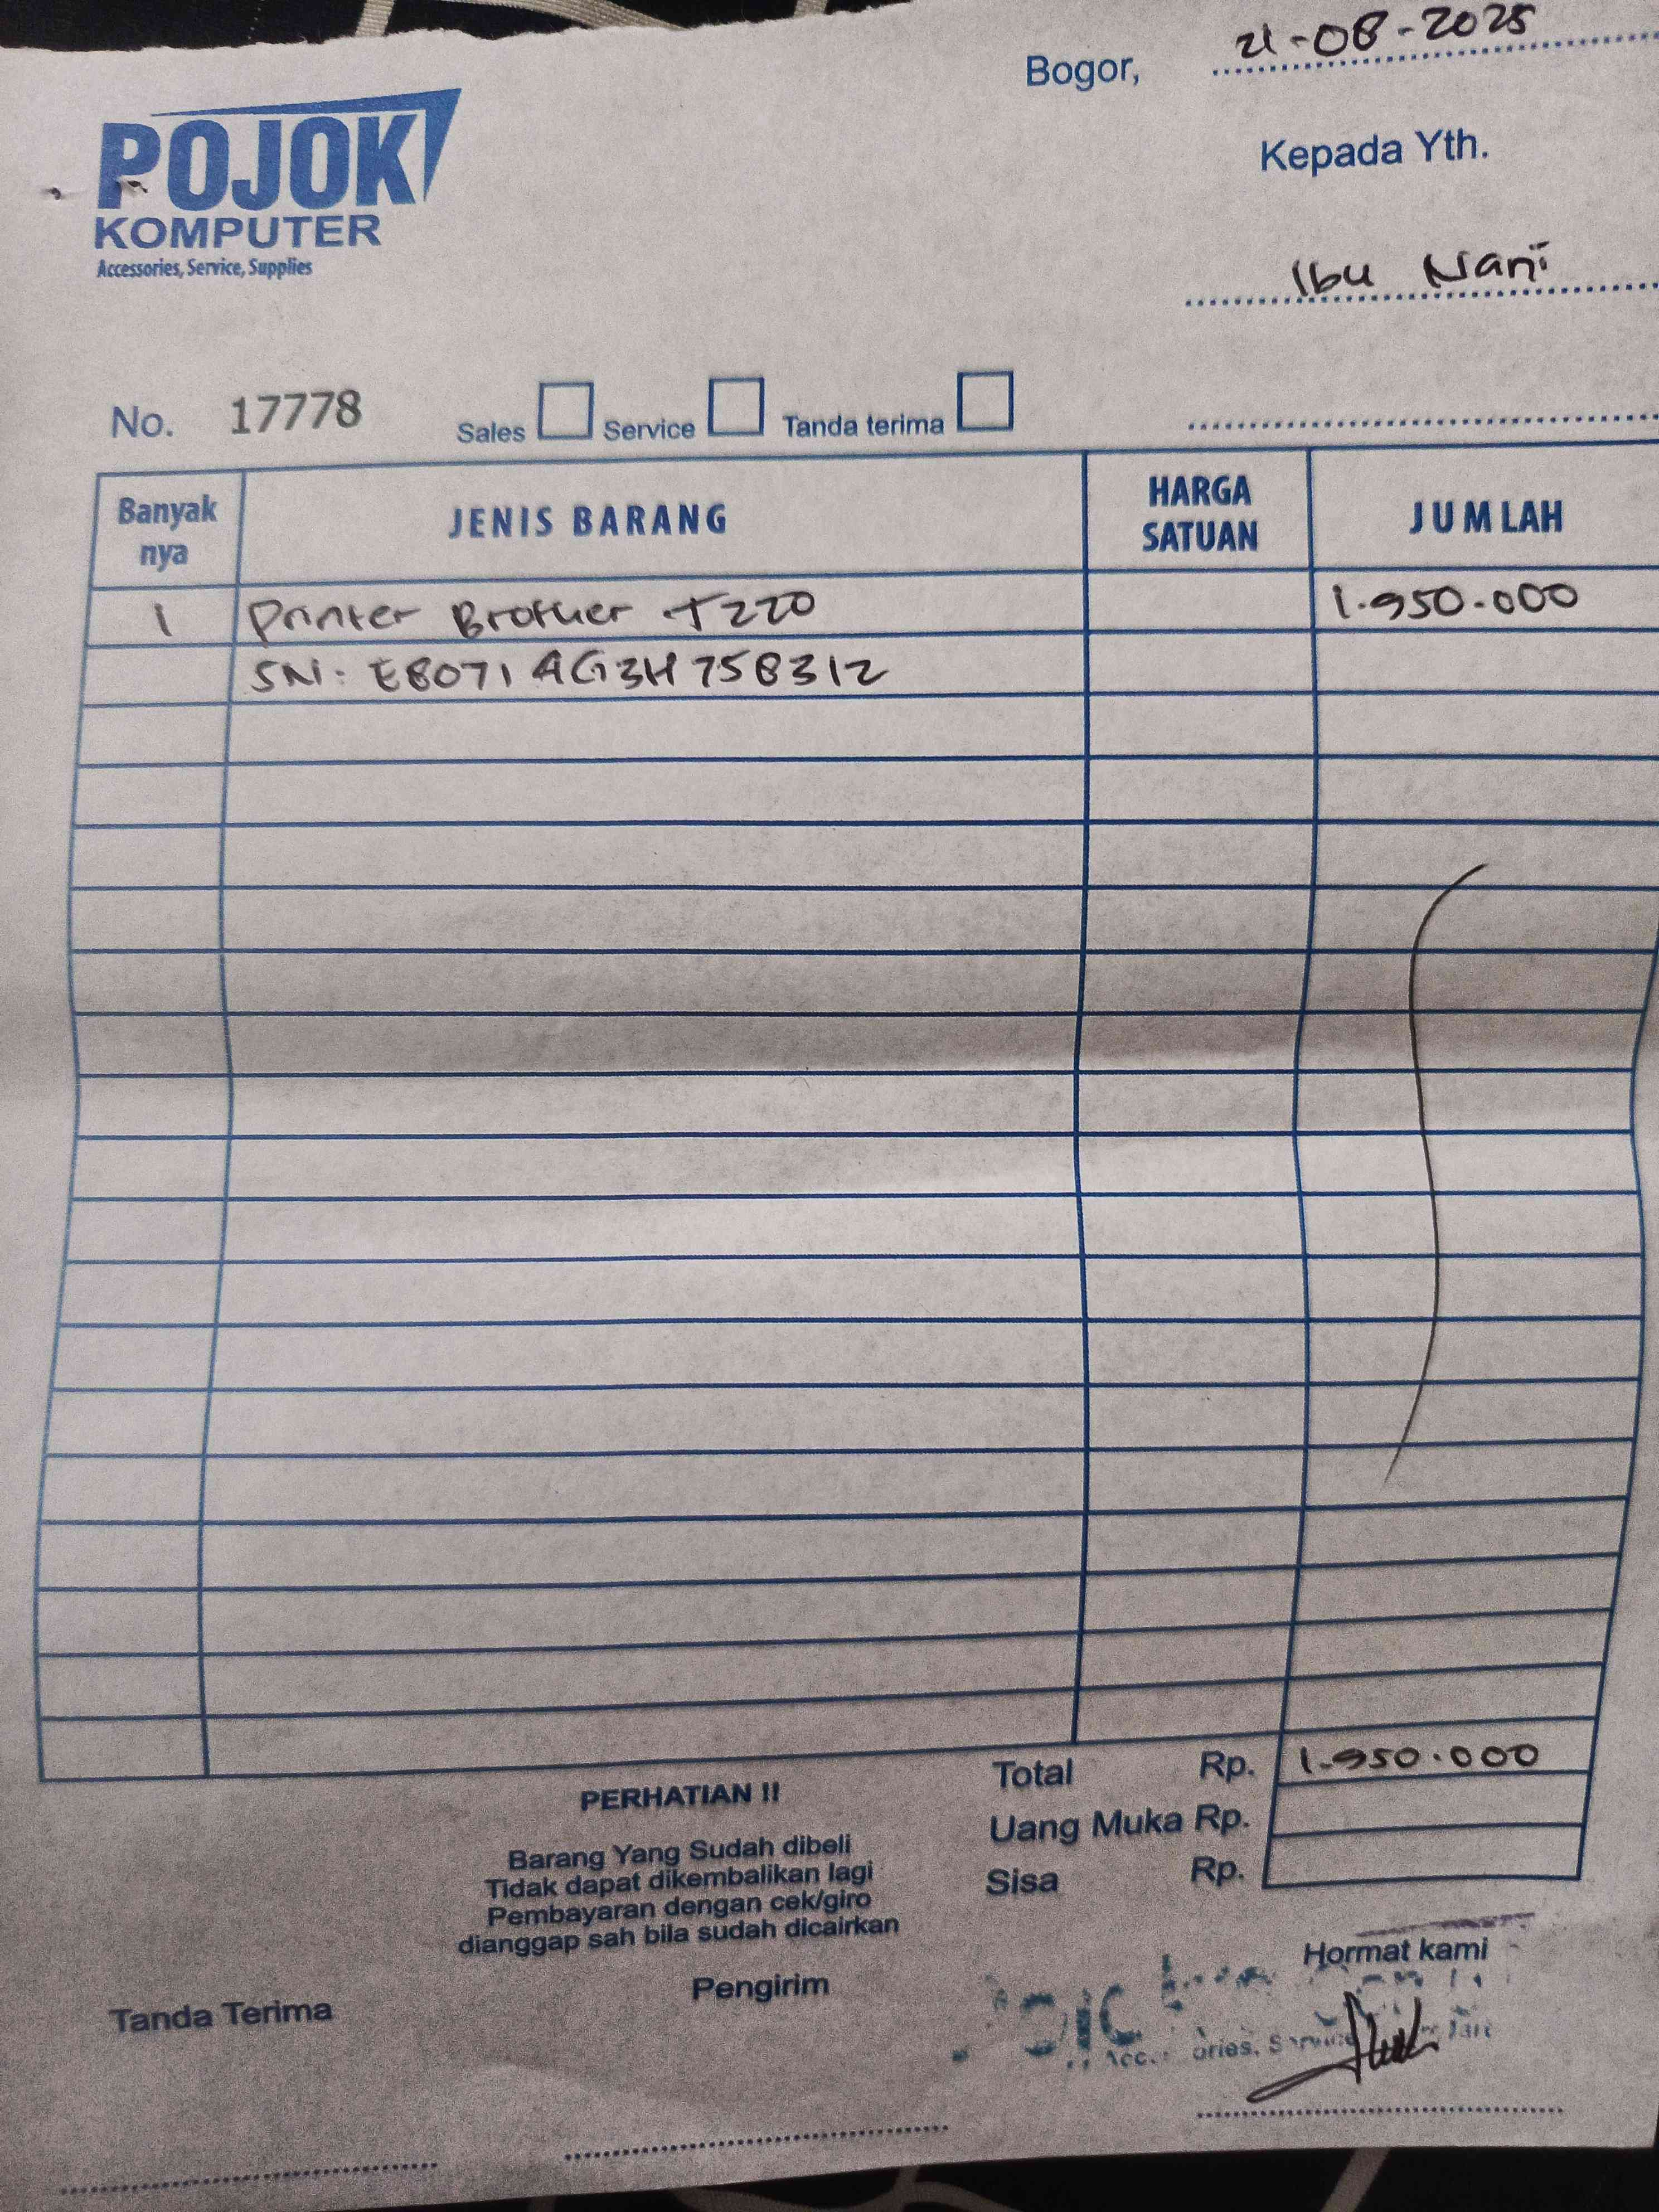 Bogor, 21-08-2025
POJOK
KOMPUTER
Accessories, Service, Supplies
Kepada Yth.
Ibu Nani
No. 17778 Sales Service Tanda terima
Banyak nya JENIS BARANG HARGA SATUAN JUMLAH
1 Printer Brother T220 1.950.000
SN: E8071AG3H758312
Total Rp. 1.950.000
Uang Muka Rp.
Sisa Rp.
PERHATIAN !!
Barang Yang Sudah dibeli
Tidak dapat dikembalikan lagi
Pembayaran dengan cek/giro
dianggap sah bila sudah dicairkan
Tanda Terima Pengirim Hormat kami